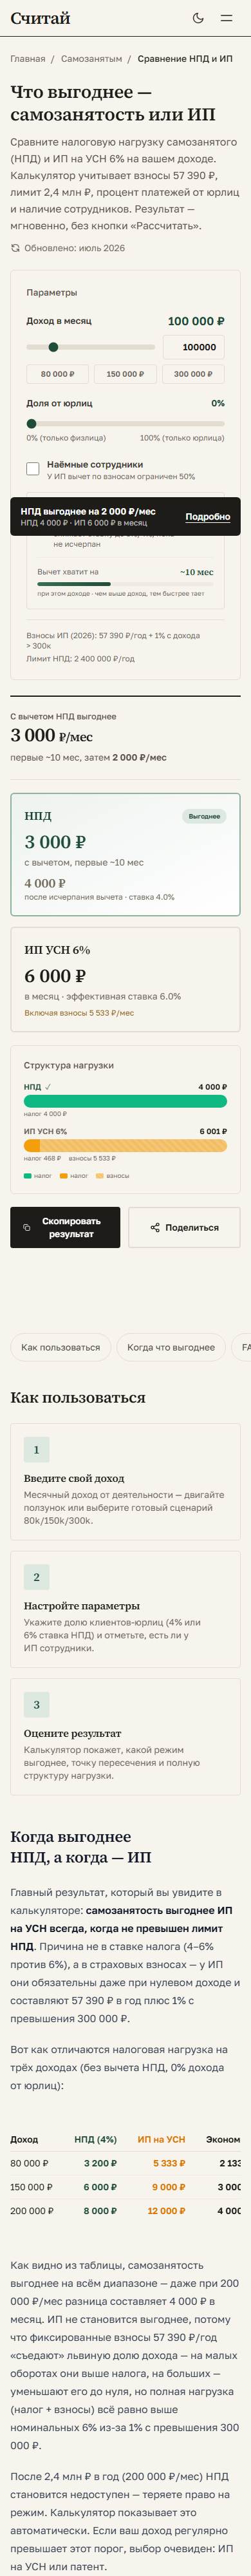 Считай
Главная / Самозанятым / Сравнение НПД и ИП
Что выгоднее —
самозанятость или ИП
Сравните налоговую нагрузку самозанятого
(НПД) и ИП на УСН 6% на вашем доходе.
Калькулятор учитывает взносы 57 390 ₽,
лимит 2,4 млн ₽, процент платежей от юрлиц
и наличие сотрудников. Результат —
мгновенно, без кнопки «Рассчитать».
Обновлено: июль 2026
Параметры
Доход в месяц 100 000 ₽
100000
80 000 ₽ 150 000 ₽ 300 000 ₽
Доля от юрлиц 0%
0% (только физлица) 100% (только юрлица)
Наёмные сотрудники
У ИП вычет по взносам ограничен 50%
НПД выгоднее на 2 000 ₽/мес
НПД 4 000 ₽ · ИП 6 000 ₽ в месяц
Подробно
не исчерпан
Вычет хватит на ~10 мес
при этом доходе · чем выше доход, тем быстрее тает
Взносы ИП (2026): 57 390 ₽/год + 1% с дохода
> 300к
Лимит НПД: 2 400 000 ₽/год
С вычетом НПД выгоднее
3 000 ₽/мес
первые ~10 мес, затем 2 000 ₽/мес
НПД Выгоднее
3 000 ₽
с вычетом, первые ~10 мес
4 000 ₽
после исчерпания вычета · ставка 4.0%
ИП УСН 6%
6 000 ₽
в месяц · эффективная ставка 6.0%
Включая взносы 5 533 ₽/мес
Структура нагрузки
НПД ✓ 4 000 ₽
налог 4 000 ₽
ИП УСН 6% 6 001 ₽
налог 468 ₽ взносы 5 533 ₽
налог налог взносы
Скопировать
результат
Поделиться
Как пользоваться Когда что выгоднее FA
Как пользоваться
1
Введите свой доход
Месячный доход от деятельности — двигайте
ползунок или выберите готовый сценарий
80k/150k/300k.
2
Настройте параметры
Укажите долю клиентов-юрлиц (4% или
6% ставка НПД) и отметьте, есть ли у
ИП сотрудники.
3
Оцените результат
Калькулятор покажет, какой режим
выгоднее, точку пересечения и полную
структуру нагрузки.
Когда выгоднее
НПД, а когда — ИП
Главный результат, который вы увидите в
калькуляторе: самозанятость выгоднее ИП
на УСН всегда, когда не превышен лимит
НПД. Причина не в ставке налога (4–6%
против 6%), а в страховых взносах — у ИП
они обязательны даже при нулевом доходе и
составляют 57 390 ₽ в год плюс 1% с
превышения 300 000 ₽.
Вот как отличаются налоговая нагрузка на
трёх доходах (без вычета НПД, 0% дохода
от юрлиц):
Доход НПД (4%) ИП на УСН Эконом
80 000 ₽ 3 200 ₽ 5 333 ₽ 2 133
150 000 ₽ 6 000 ₽ 9 000 ₽ 3 000
200 000 ₽ 8 000 ₽ 12 000 ₽ 4 000
Как видно из таблицы, самозанятость
выгоднее на всём диапазоне — даже при 200
000 ₽/мес разница составляет 4 000 ₽ в
месяц. ИП не становится выгоднее, потому
что фиксированные взносы 57 390 ₽/год
«съедают» львиную долю дохода — на малых
оборотах они выше налога, на больших —
уменьшают его до нуля, но полная нагрузка
(налог + взносы) всё равно выше
номинальных 6% из-за 1% с превышения 300
000 ₽.
После 2,4 млн ₽ в год (200 000 ₽/мес) НПД
становится недоступен — теряете право на
режим. Калькулятор показывает это
автоматически. Если ваш доход регулярно
превышает этот порог, выбор очевиден: ИП
на УСН или патент.